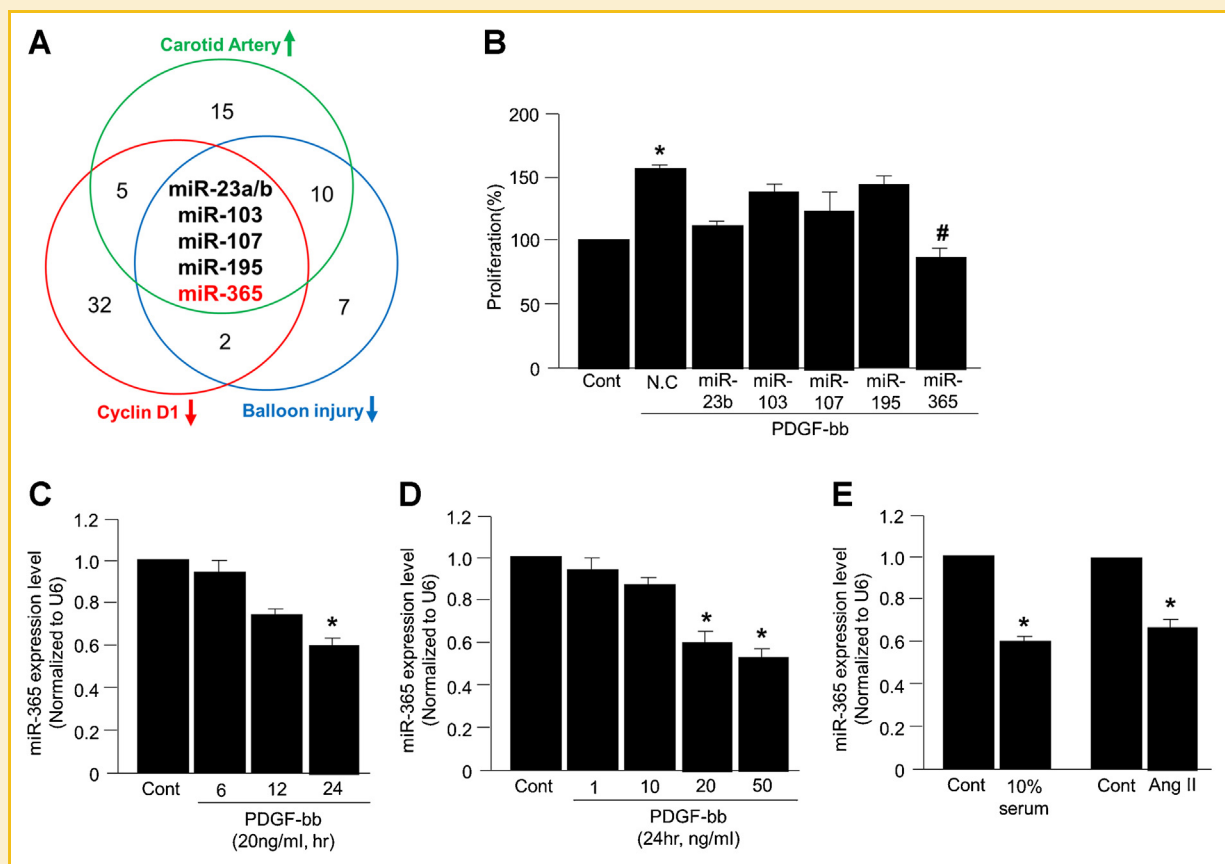 A
Carotid Artery ↑
15
5
10
miR-23a/b
miR-103
miR-107
miR-195
miR-365
32
7
2
Cyclin D1 ↓
Balloon injury ↓
B
Proliferation(%)
200
150
100
50
0
*
#
Cont
N.C
miR-23b
miR-103
miR-107
miR-195
miR-365
PDGF-bb
C
miR-365 expression level
(Normalized to U6)
1.2
1.0
0.8
0.6
0.4
0.2
0
*
Cont
6
12
24
PDGF-bb
(20ng/ml, hr)
D
miR-365 expression level
(Normalized to U6)
1.2
1.0
0.8
0.6
0.4
0.2
0
*
*
Cont
1
10
20
50
PDGF-bb
(24hr, ng/ml)
E
miR-365 expression level
(Normalized to U6)
1.2
1.0
0.8
0.6
0.4
0.2
0
*
*
Cont
10%
serum
Cont
Ang II